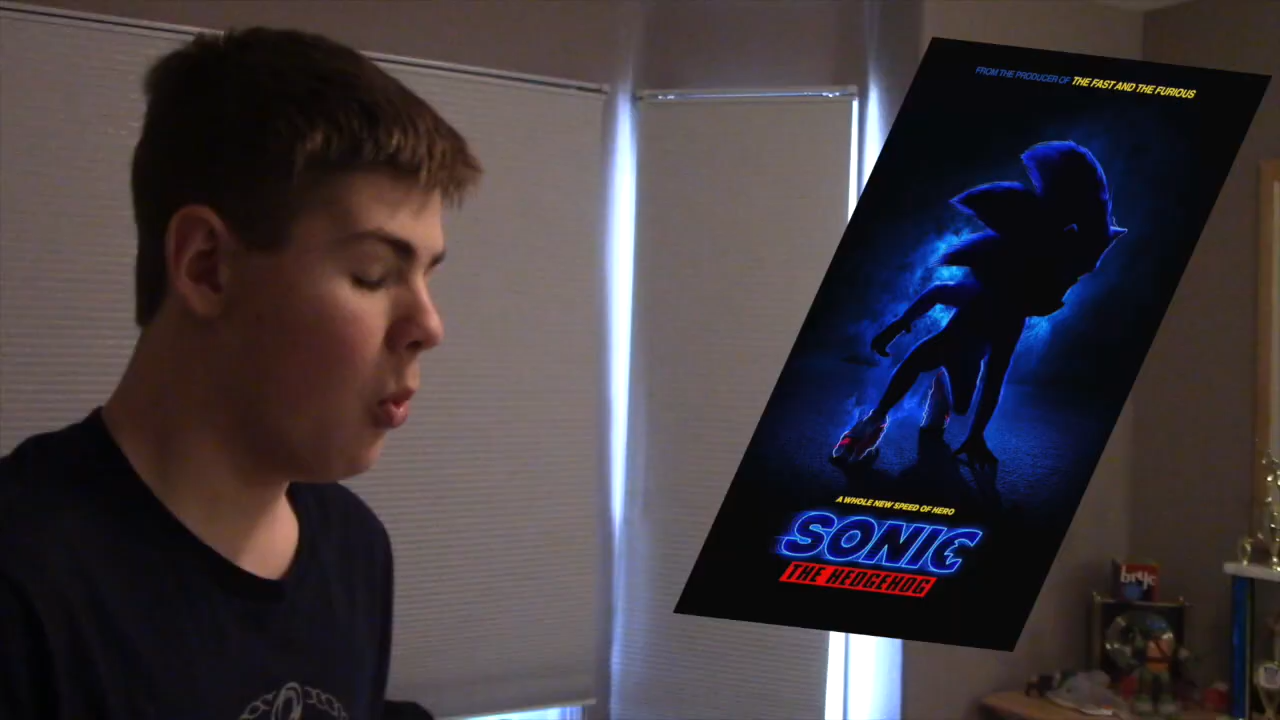 FROM THE PRODUCER OF THE FAST AND THE FURIOUS
A WHOLE NEW SPEED OF HERO
SONIC
THE HEDGEHOG